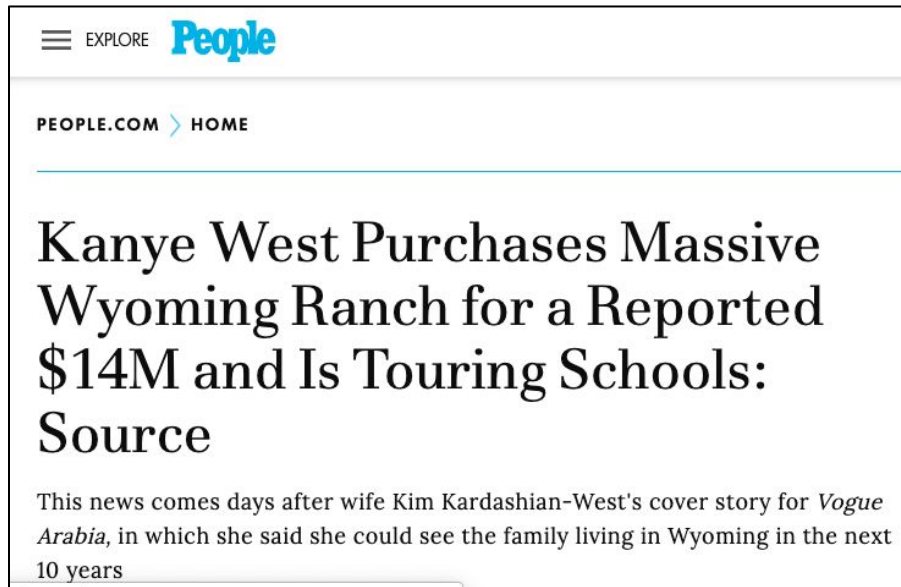 EXPLORE People
PEOPLE.COM > HOME
Kanye West Purchases Massive
Wyoming Ranch for a Reported
$14M and Is Touring Schools:
Source
This news comes days after wife Kim Kardashian-West's cover story for Vogue
Arabia, in which she said she could see the family living in Wyoming in the next
10 years